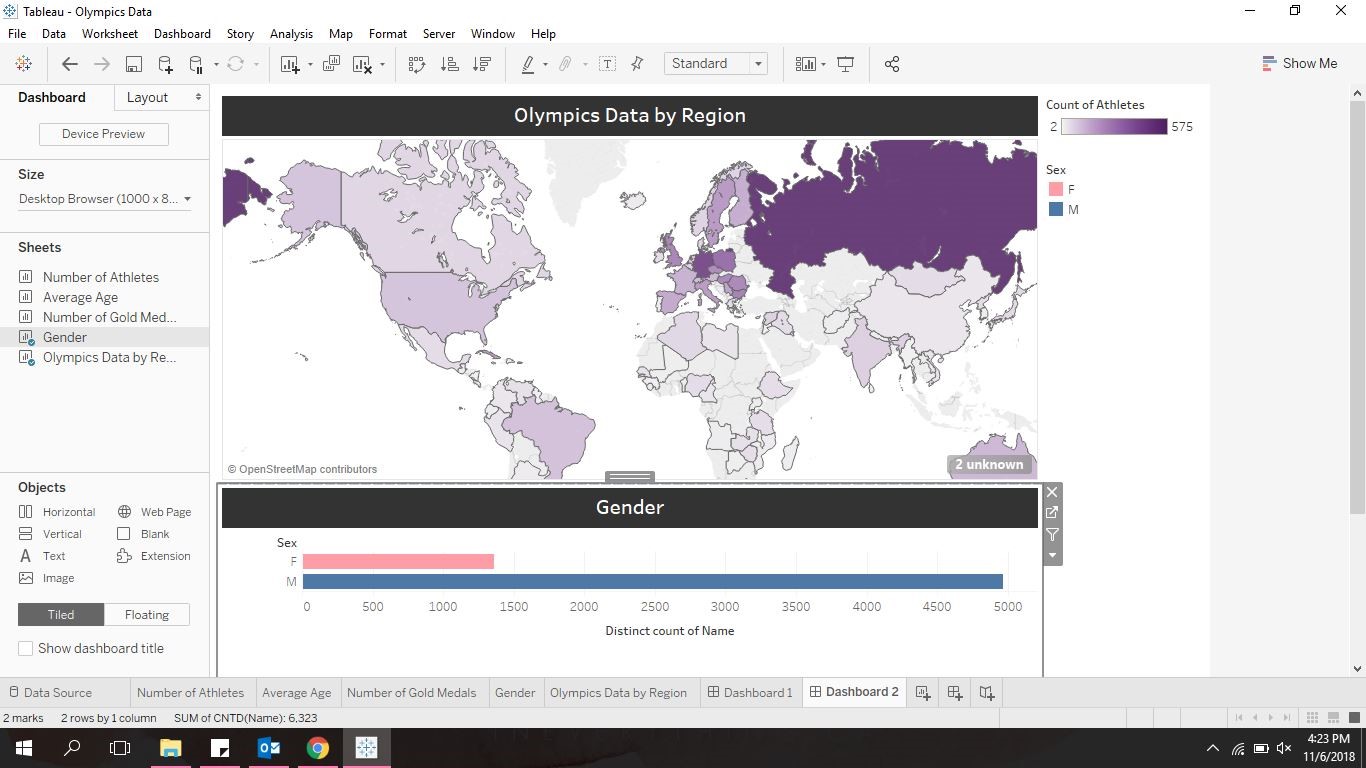 Tableau - Olympics Data
File Data Worksheet Dashboard Story Analysis Map Format Server Window Help
Standard
Show Me
Dashboard Layout
Device Preview
Size
Desktop Browser (1000 x 8...
Sheets
Number of Athletes
Average Age
Number of Gold Med...
Gender
Olympics Data by Re...
Objects
Horizontal Web Page
Vertical Blank
Text Extension
Image
Tiled Floating
Show dashboard title
Olympics Data by Region
© OpenStreetMap contributors
2 unknown
Count of Athletes
2 575
Sex
F
M
Gender
Sex
F
M
0 500 1000 1500 2000 2500 3000 3500 4000 4500 5000
Distinct count of Name
Data Source Number of Athletes Average Age Number of Gold Medals Gender Olympics Data by Region Dashboard 1 Dashboard 2
2 marks 2 rows by 1 column SUM of CNTD(Name): 6,323
4:23 PM
11/6/2018